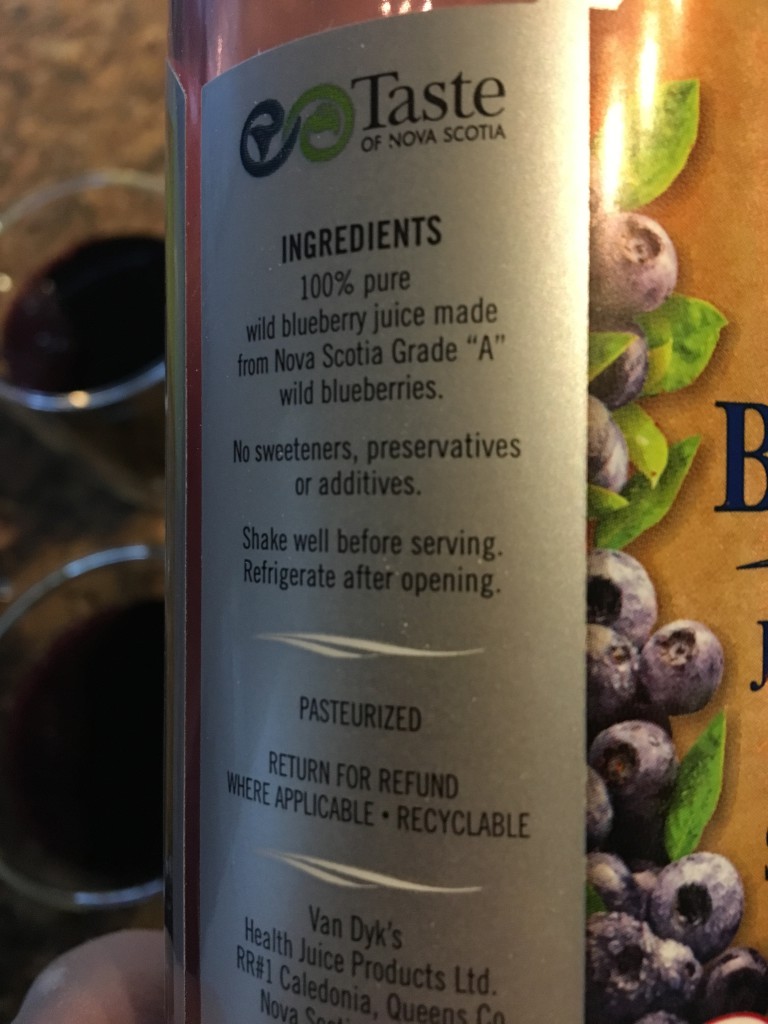 Taste
OF NOVA SCOTIA
INGREDIENTS
100% pure
wild blueberry juice made
from Nova Scotia Grade "A"
wild blueberries.
No sweeteners, preservatives
or additives.
Shake well before serving.
Refrigerate after opening.
PASTEURIZED
RETURN FOR REFUND
WHERE APPLICABLE • RECYCLABLE
Van Dyk's
Health Juice Products Ltd.
RR#1 Caledonia, Queens Co
Nova
B
J